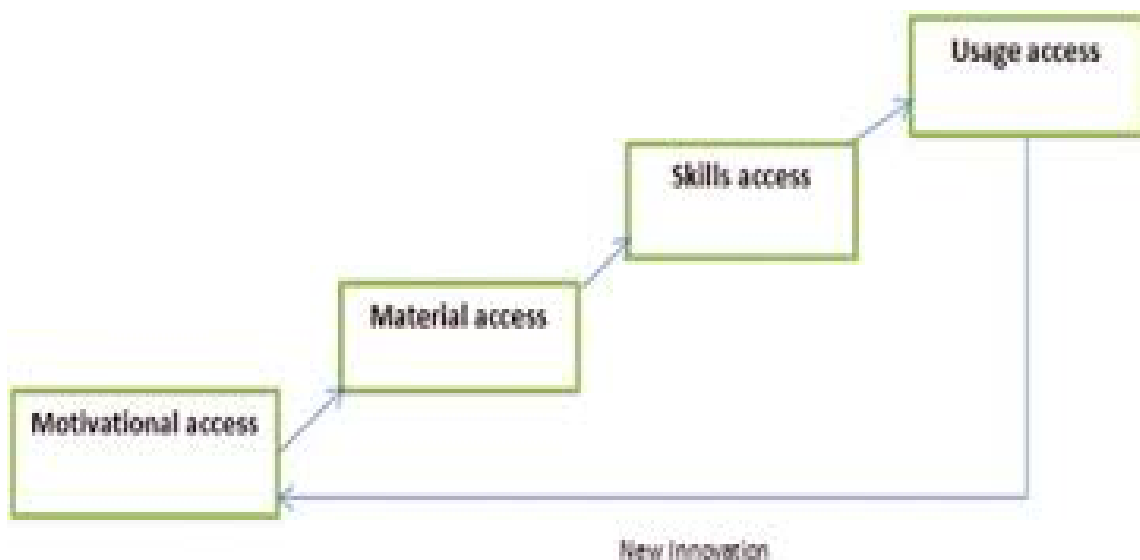 Usage access
Skills access
Material access
Motivational access
New Innovation